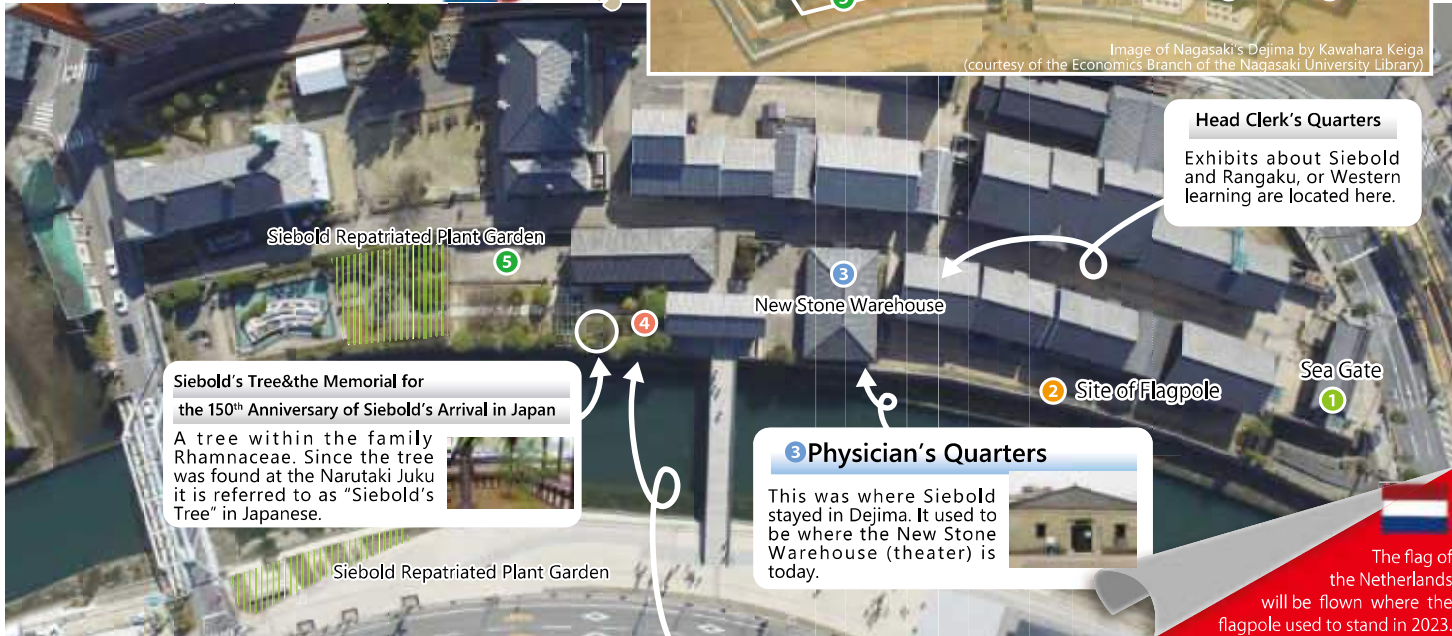 5
Image of Nagasaki's Dejima by Kawahara Keiga
(courtesy of the Economics Branch of the Nagasaki University Library)
Head Clerk's Quarters
Exhibits about Siebold
and Rangaku, or Western
learning are located here.
Siebold Repatriated Plant Garden
5
3
New Stone Warehouse
4
Sea Gate
1
2 Site of Flagpole
Siebold's Tree&the Memorial for
the 150th Anniversary of Siebold's Arrival in Japan
A tree within the family
Rhamnaceae. Since the tree
was found at the Narutaki Juku
it is referred to as "Siebold's
Tree" in Japanese.
3 Physician's Quarters
This was where Siebold
stayed in Dejima. It used to
be where the New Stone
Warehouse (theater) is
today.
Siebold Repatriated Plant Garden
The flag of
the Netherlands
will be flown where the
flagpole used to stand in 2023.